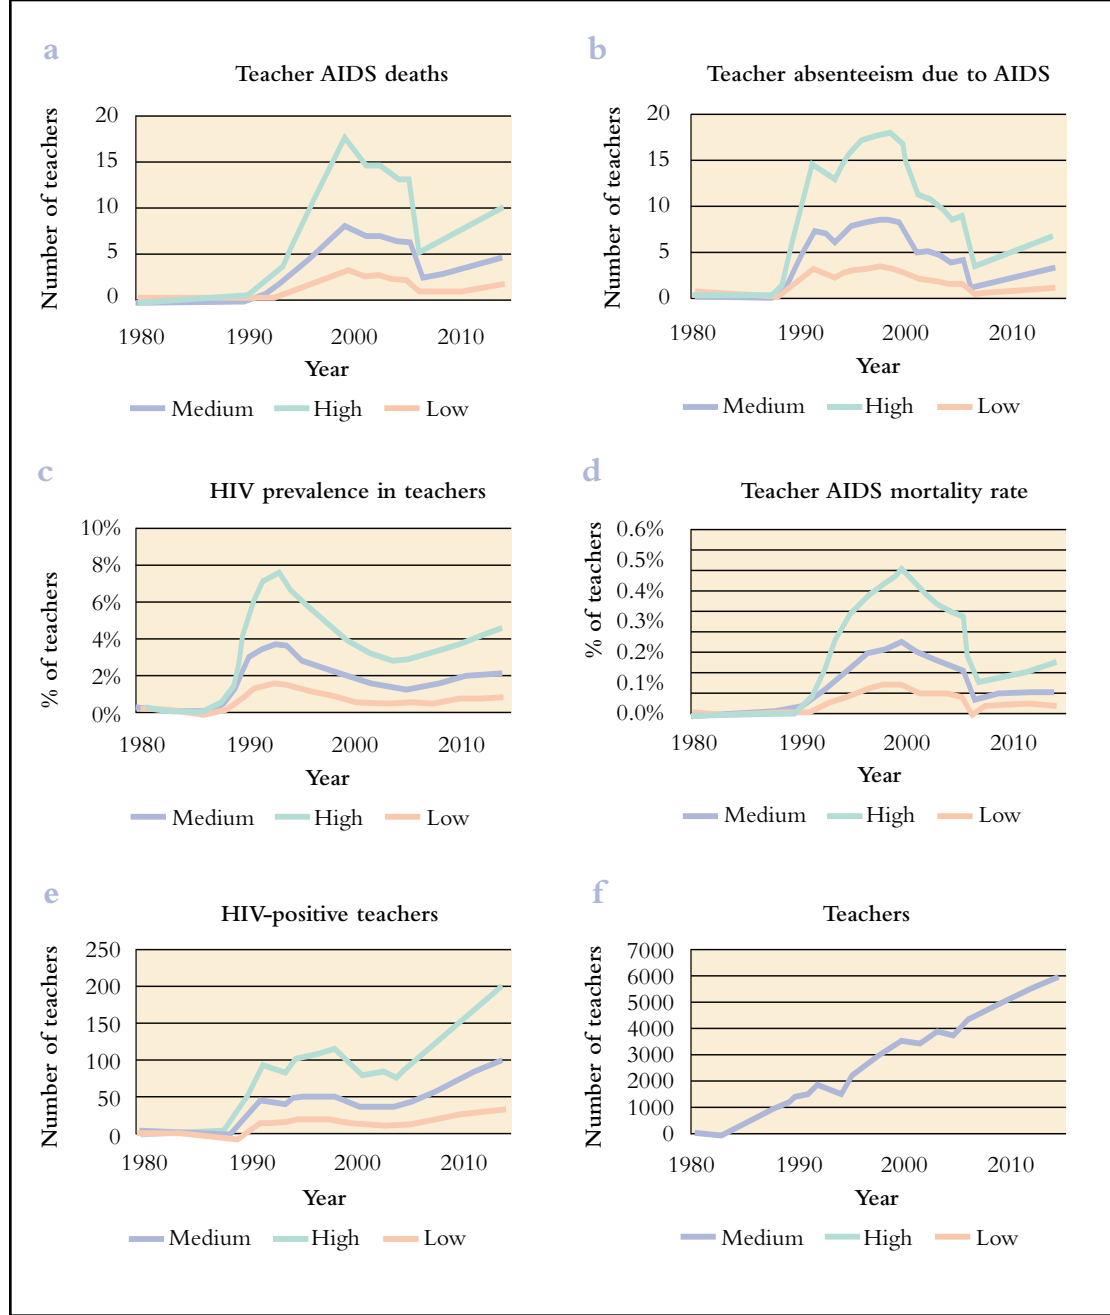 a
Teacher AIDS deaths
Number of teachers
20
15
10
5
0
1980 1990 2000 2010
Year
Medium High Low
b
Teacher absenteeism due to AIDS
Number of teachers
20
15
10
5
0
1980 1990 2000 2010
Year
Medium High Low
c
HIV prevalence in teachers
% of teachers
10%
8%
6%
4%
2%
0%
1980 1990 2000 2010
Year
Medium High Low
d
Teacher AIDS mortality rate
% of teachers
0.6%
0.5%
0.4%
0.3%
0.2%
0.1%
0.0%
1980 1990 2000 2010
Year
Medium High Low
e
HIV-positive teachers
Number of teachers
250
200
150
100
50
0
1980 1990 2000 2010
Year
Medium High Low
f
Teachers
Number of teachers
7000
6000
5000
4000
3000
2000
1000
0
1980 1990 2000 2010
Year
Medium High Low